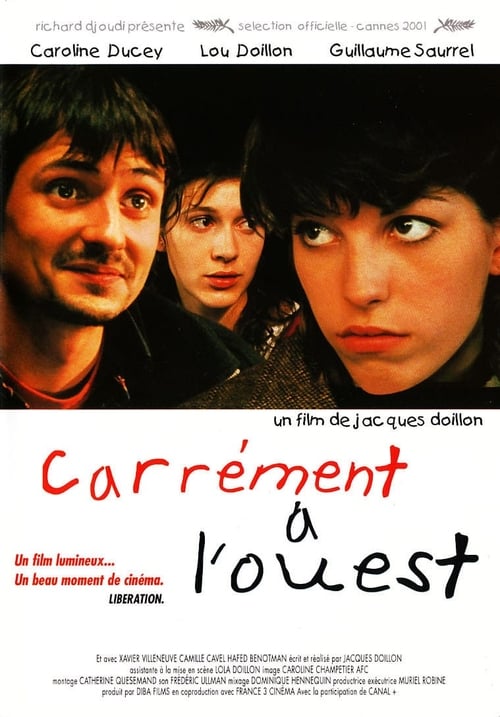 richard djoudi présente
selection officielle - cannes 2001
Caroline Ducey Lou Doillon Guillaume Saurrel
un film de jacques doillon
carrément
à
l'ouest
Un film lumineux...
Un beau moment de cinéma.
LIBERATION.
Et avec XAVIER VILLENEUVE CAMILLE CAVEL HAFED BENOTMAN écrit et réalisé par JACQUES DOILLON
assistante à la mise en scène LOLA DOILLON image CAROLINE CHAMPETIER AFC
montage CATHERINE QUESEMAND son FRÉDÉRIC ULLMAN mixage DOMINIQUE HENNEQUIN productrice exécutrice MURIEL ROBINE
produit par DIBA FILMS en coproduction avec FRANCE 3 CINÉMA Avec la participation de CANAL +